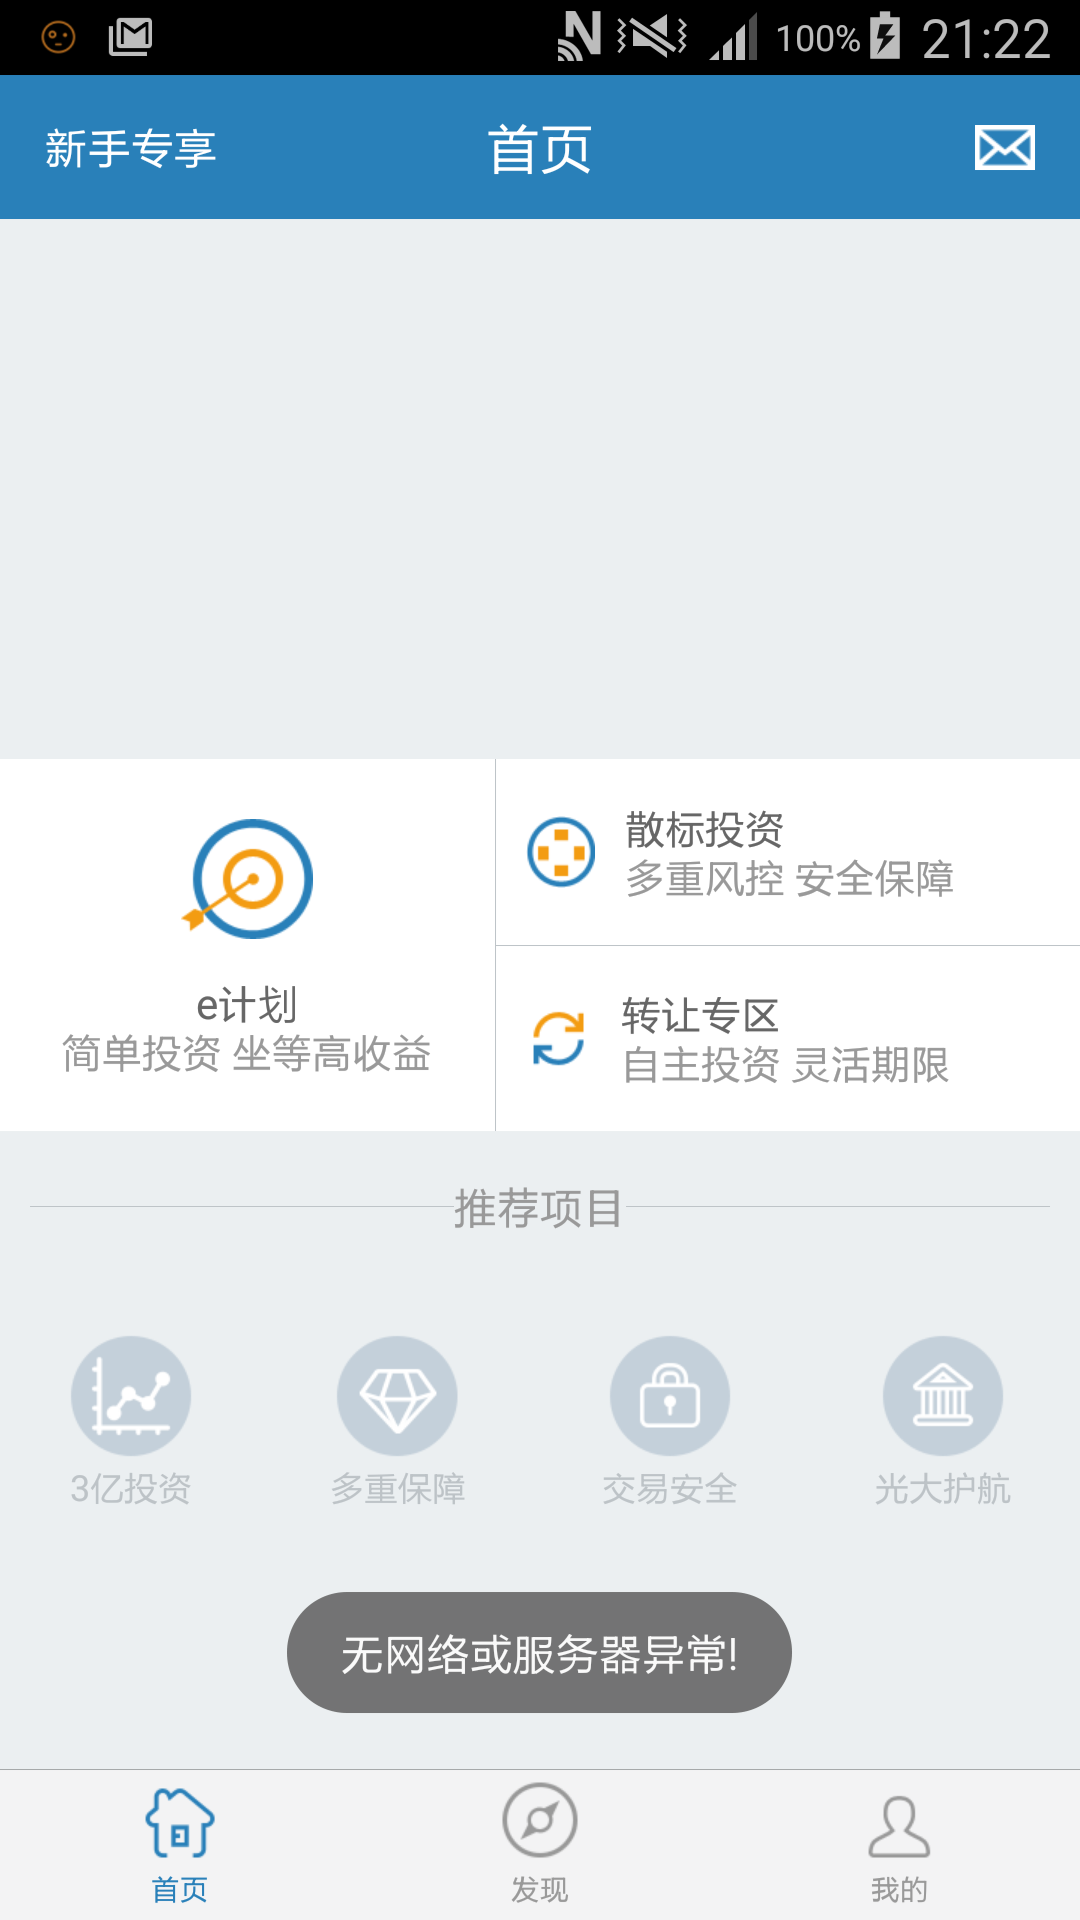 100% 21:22
新手专享
首页
散标投资
多重风控 安全保障
e计划
简单投资 坐等高收益
转让专区
自主投资 灵活期限
推荐项目
3亿投资
多重保障
交易安全
光大护航
无网络或服务器异常!
首页
发现
我的